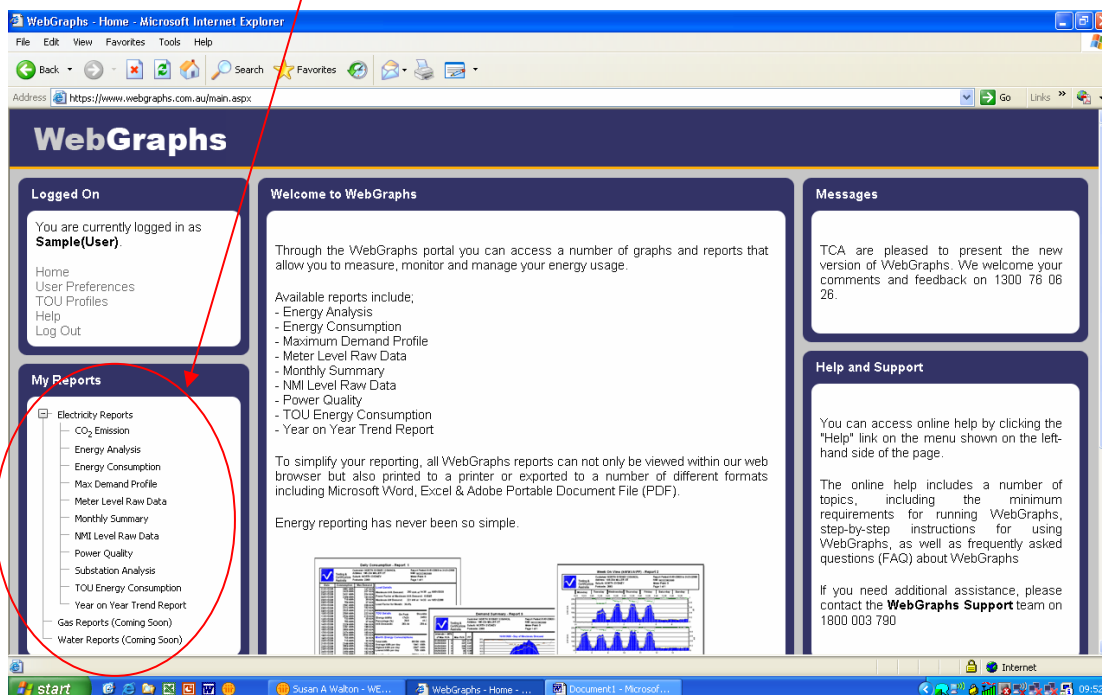 WebGraphs - Home - Microsoft Internet Explorer
File Edit View Favorites Tools Help
Back Search Favorites
Address https://www.webgraphs.com.au/main.aspx Go Links »
WebGraphs
Logged On
You are currently logged in as
Sample(User).
Home
User Preferences
TOU Profiles
Help
Log Out
My Reports
Electricity Reports
CO2 Emission
Energy Analysis
Energy Consumption
Max Demand Profile
Meter Level Raw Data
Monthly Summary
NMI Level Raw Data
Power Quality
Substation Analysis
TOU Energy Consumption
Year on Year Trend Report
Gas Reports (Coming Soon)
Water Reports (Coming Soon)
Welcome to WebGraphs
Through the WebGraphs portal you can access a number of graphs and reports that
allow you to measure, monitor and manage your energy usage.
Available reports include;
- Energy Analysis
- Energy Consumption
- Maximum Demand Profile
- Meter Level Raw Data
- Monthly Summary
- NMI Level Raw Data
- Power Quality
- TOU Energy Consumption
- Year on Year Trend Report
To simplify your reporting, all WebGraphs reports can not only be viewed within our web
browser but also printed to a printer or exported to a number of different formats
including Microsoft Word, Excel & Adobe Portable Document File (PDF).
Energy reporting has never been so simple.
Daily Consumption - Report 1
Demand Summary - Report 4
Messages
TCA are pleased to present the new
version of WebGraphs. We welcome your
comments and feedback on 1300 76 06
26.
Help and Support
You can access online help by clicking the
"Help" link on the menu shown on the left-
hand side of the page.
The online help includes a number of
topics, including the minimum
requirements for running WebGraphs,
step-by-step instructions for using
WebGraphs, as well as frequently asked
questions (FAQ) about WebGraphs
If you need additional assistance, please
contact the WebGraphs Support team on
1800 003 790
Internet
start Susan A Walton - WE... WebGraphs - Home - ... Document1 - Microsof... 09:52